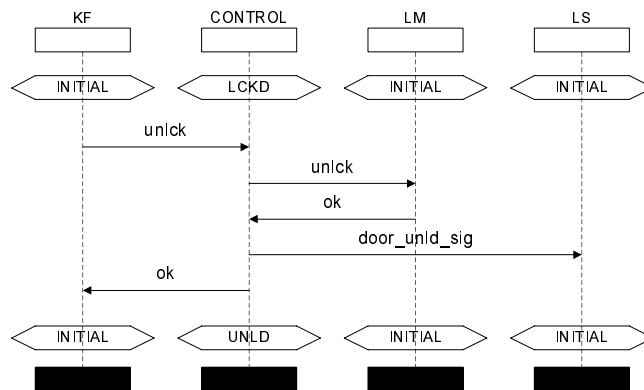 KF CONTROL LM LS
INITIAL LCKD INITIAL INITIAL
unlck
unlck
ok
door_unld_sig
ok
INITIAL UNLD INITIAL INITIAL